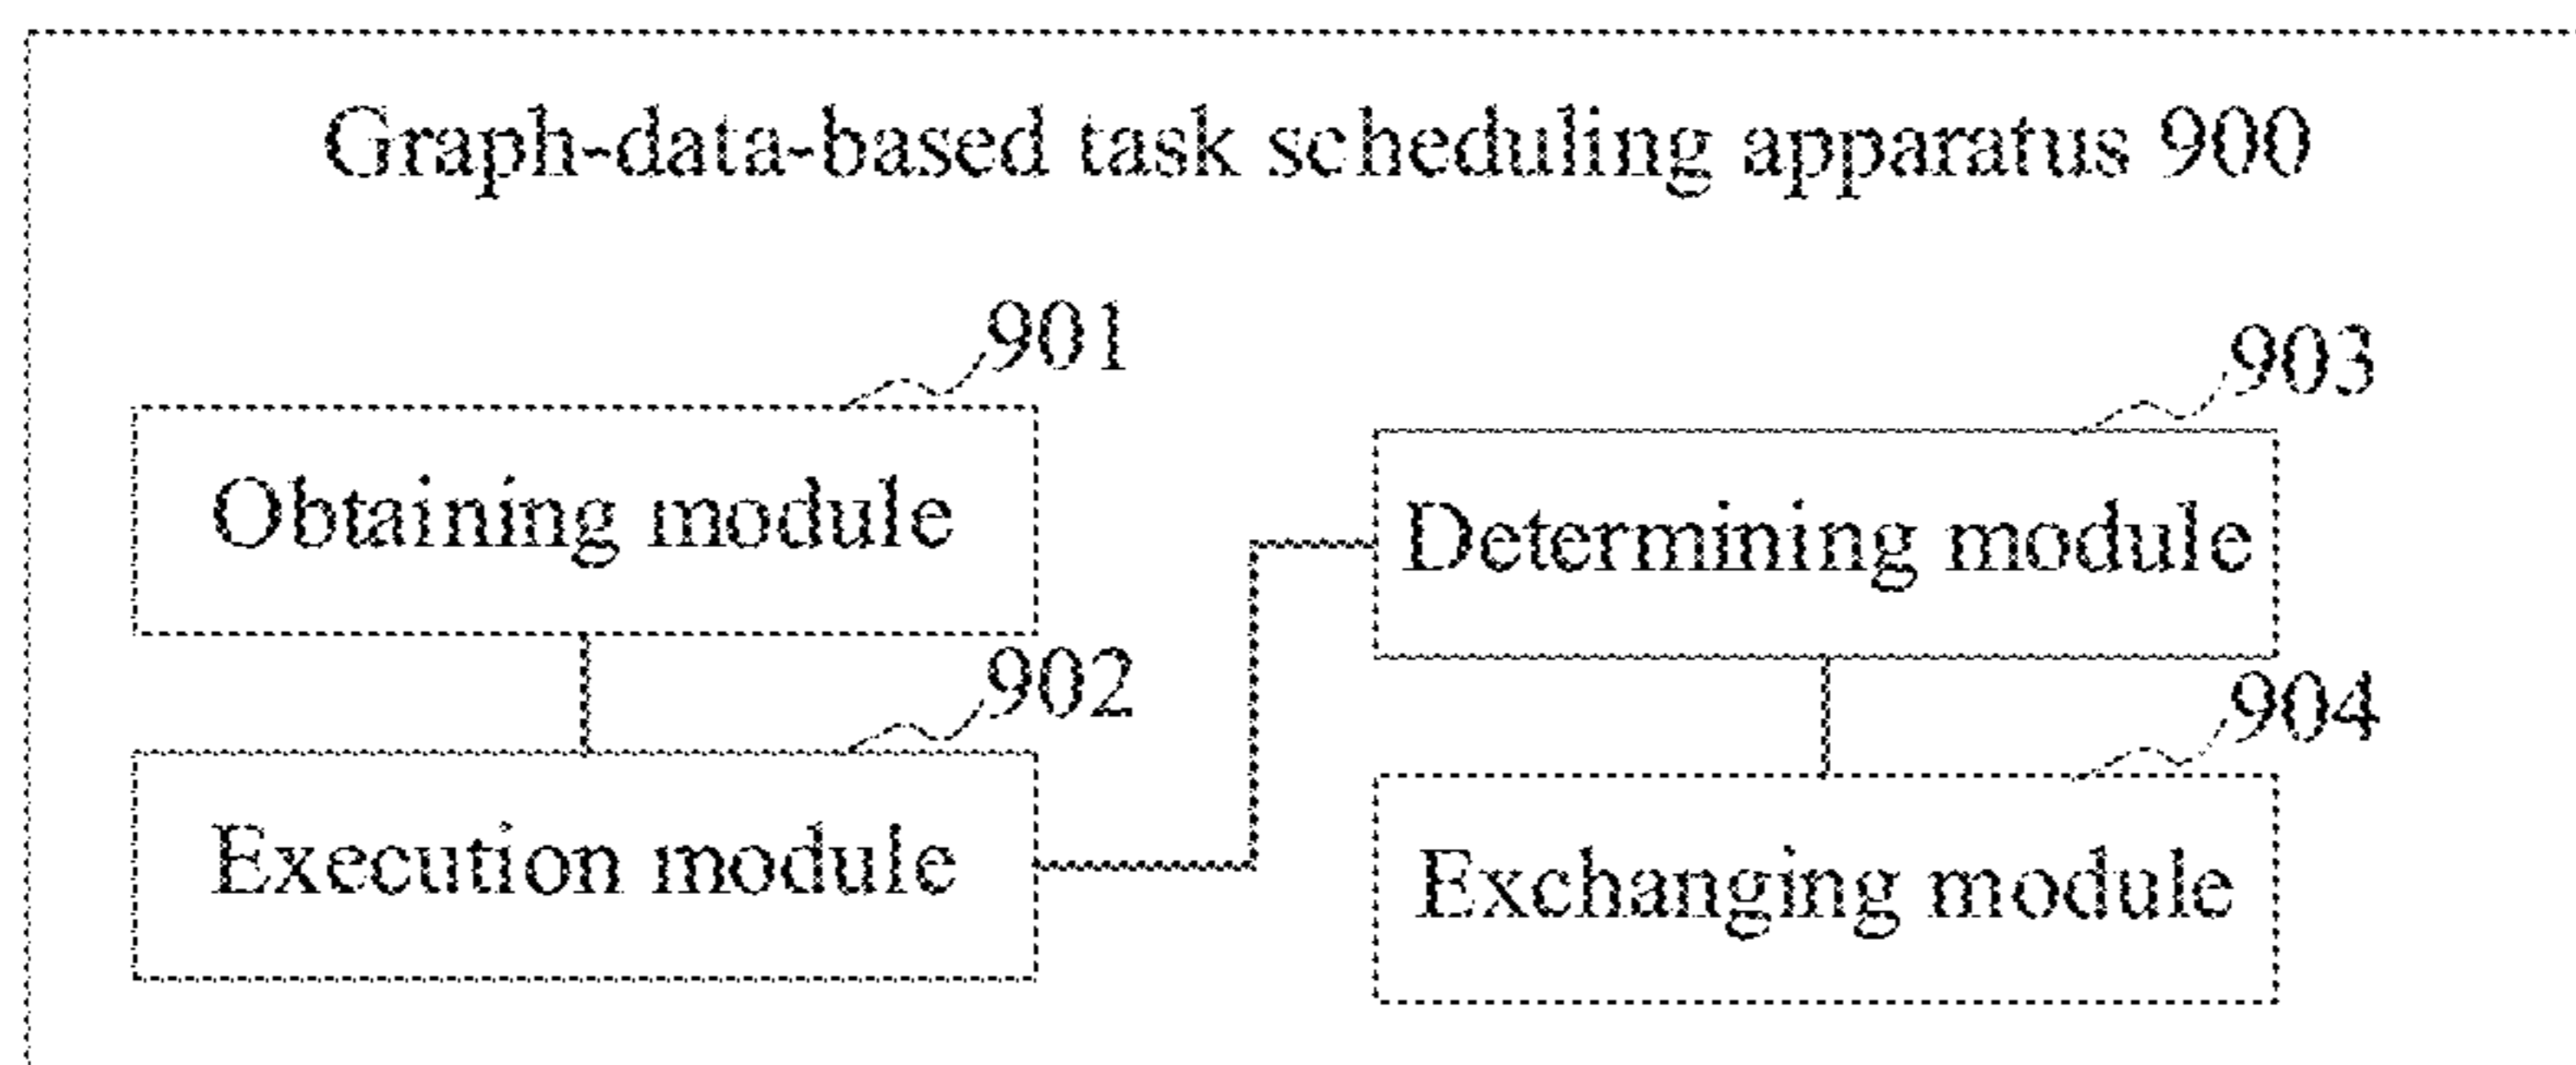 Graph-data-based task scheduling apparatus 900
901
Obtaining module
902
Execution module
903
Determining module
904
Exchanging module